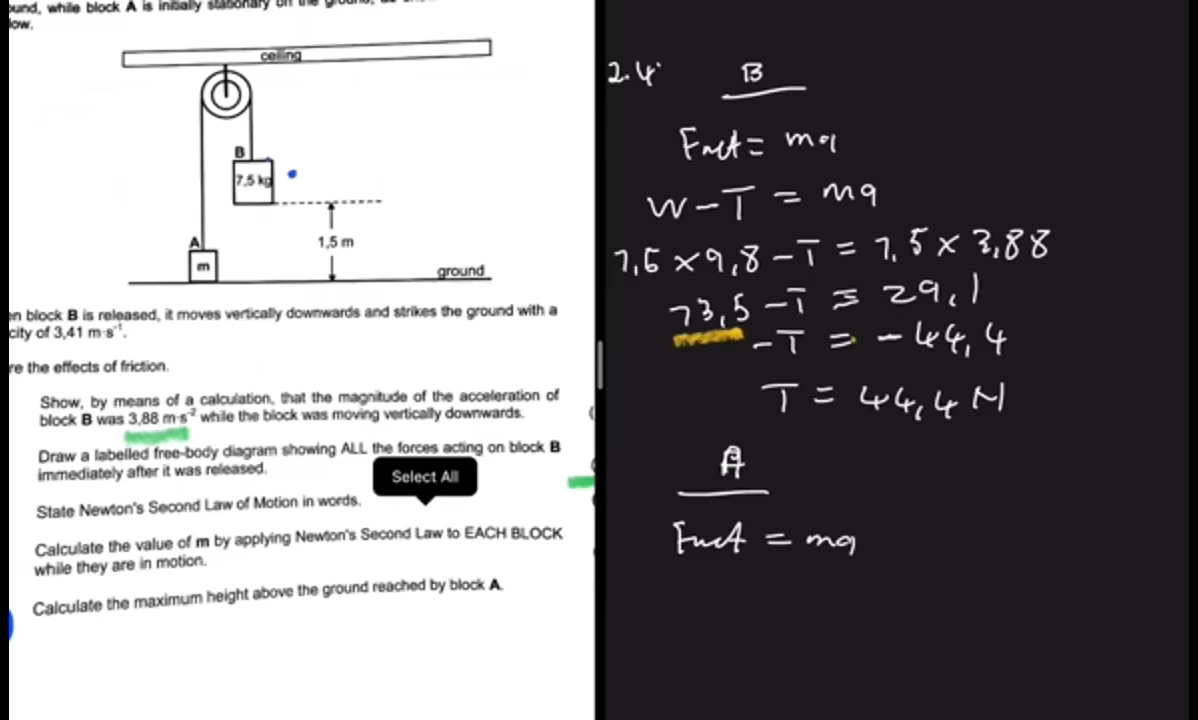 ound, while block A is initially stationary on the ground,
low.
ceiling
B
7,5 kg
1,5 m
A
m
ground
en block B is released, it moves vertically downwards and strikes the ground with a
city of 3,41 m·s⁻¹.
re the effects of friction.
Show, by means of a calculation, that the magnitude of the acceleration of
block B was 3,88 m·s⁻² while the block was moving vertically downwards.
Draw a labelled free-body diagram showing ALL the forces acting on block B
immediately after it was released.
Select All
State Newton's Second Law of Motion in words.
Calculate the value of m by applying Newton's Second Law to EACH BLOCK
while they are in motion.
Calculate the maximum height above the ground reached by block A.
2.4
B
Fnet = ma
W - T = ma
7,5 × 9,8 - T = 7,5 × 3,88
73,5 - T = 29,1
-T = -44,4
T = 44,4 N
A
Fnet = ma